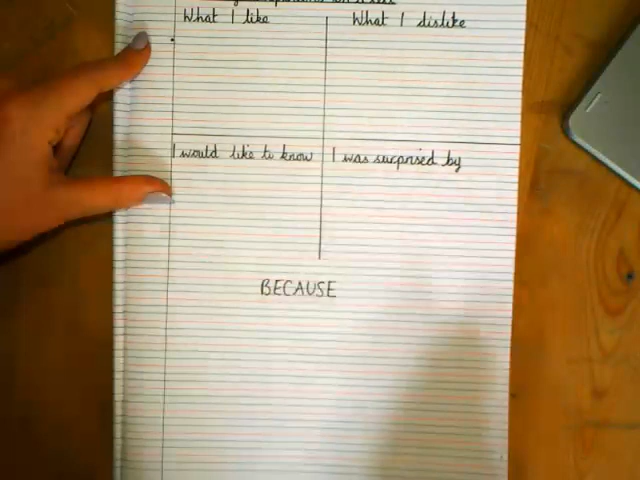 What I like What I dislike
I would like to know I was surprised by
BECAUSE